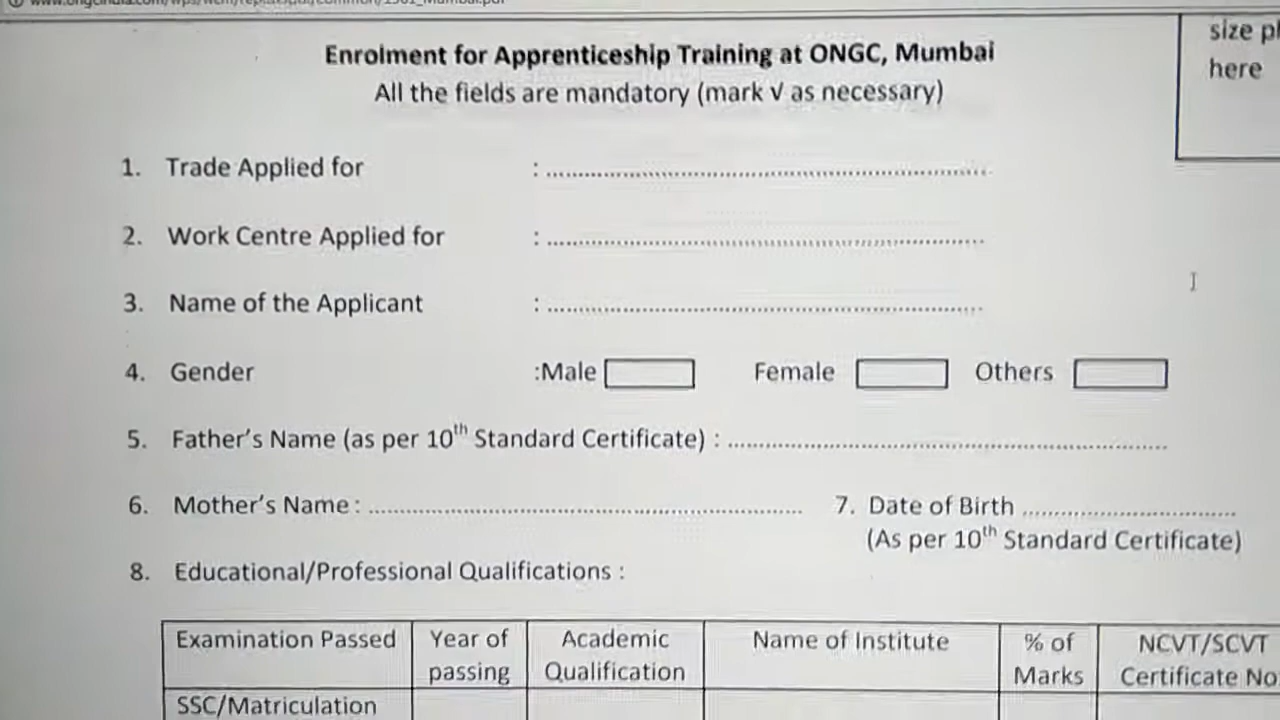 size
here
Enrolment for Apprenticeship Training at ONGC, Mumbai
All the fields are mandatory (mark √ as necessary)
1. Trade Applied for : ..........................................................................
2. Work Centre Applied for : ..........................................................................
3. Name of the Applicant : ..........................................................................
4. Gender :Male Female Others
5. Father's Name (as per 10th Standard Certificate) : ..........................................................................
6. Mother's Name : .......................................................................... 7. Date of Birth ....................................
(As per 10th Standard Certificate)
8. Educational/Professional Qualifications :
Examination Passed Year of passing Academic Qualification Name of Institute % of Marks NCVT/SCVT Certificate No
SSC/Matriculation